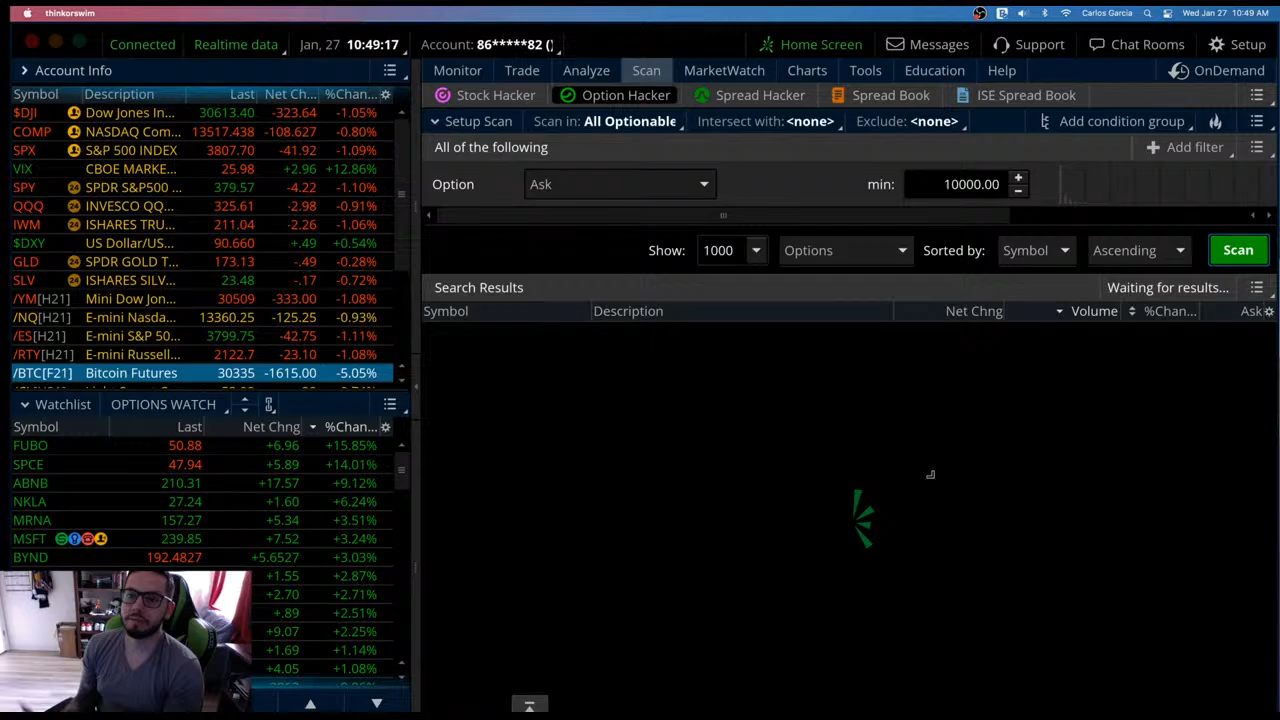 thinkorswim
Carlos Garcia
Wed Jan 27 10:49 AM
Connected
Realtime data
Jan, 27 10:49:17
Account: 86*****82 ()
Home Screen
Messages
Support
Chat Rooms
Setup
Account Info
Monitor Trade Analyze Scan MarketWatch Charts Tools Education Help
OnDemand
Symbol Description Last Net Ch... %Chan...
$DJI Dow Jones In... 30613.40 -323.64 -1.05%
COMP NASDAQ Com... 13517.438 -108.627 -0.80%
SPX S&P 500 INDEX 3807.70 -41.92 -1.09%
VIX CBOE MARKE... 25.98 +2.96 +12.86%
SPY 24 SPDR S&P500 ... 379.57 -4.22 -1.10%
QQQ 24 INVESCO QQ... 325.61 -2.98 -0.91%
IWM 24 ISHARES TRU... 211.04 -2.26 -1.06%
$DXY US Dollar/US... 90.660 +.49 +0.54%
GLD 24 SPDR GOLD T... 173.13 -.49 -0.28%
SLV 24 ISHARES SILV... 23.48 -.17 -0.72%
/YM[H21] Mini Dow Jon... 30509 -333.00 -1.08%
/NQ[H21] E-mini Nasda... 13360.25 -125.25 -0.93%
/ES[H21] E-mini S&P 50... 3799.75 -42.75 -1.11%
/RTY[H21] E-mini Russell... 2122.7 -23.10 -1.08%
/BTC[F21] Bitcoin Futures 30335 -1615.00 -5.05%
Watchlist OPTIONS WATCH
Symbol Last Net Chng %Chan...
FUBO 50.88 +6.96 +15.85%
SPCE 47.94 +5.89 +14.01%
ABNB 210.31 +17.57 +9.12%
NKLA 27.24 +1.60 +6.24%
MRNA 157.27 +5.34 +3.51%
MSFT 239.85 +7.52 +3.24%
BYND 192.4827 +5.6527 +3.03%
+1.55 +2.87%
+2.70 +2.71%
+.89 +2.51%
+9.07 +2.25%
+1.69 +1.14%
+4.05 +1.08%
Stock Hacker Option Hacker Spread Hacker Spread Book ISE Spread Book
Setup Scan
Scan in: All Optionable
Intersect with: <none>
Exclude: <none>
Add condition group
All of the following
Add filter
Option Ask min: 10000.00
Show: 1000 Options Sorted by: Symbol Ascending Scan
Search Results
Waiting for results...
Symbol Description Net Chng Volume %Chan... Ask